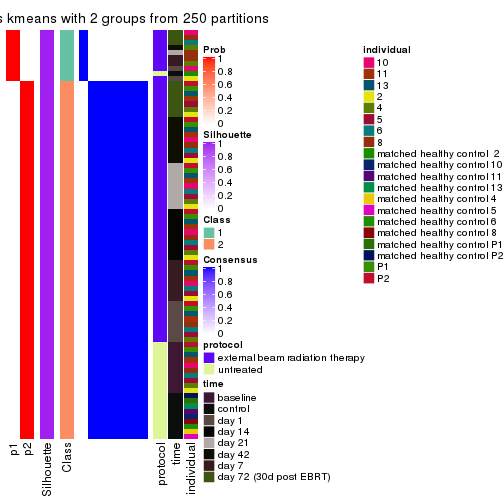 s kmeans with 2 groups from 250 partitions
Prob
1
0.8
0.6
0.4
0.2
0
Silhouette
1
0.8
0.6
0.4
0.2
0
Class
1
2
Consensus
1
0.8
0.6
0.4
0.2
0
protocol
external beam radiation therapy
untreated
time
baseline
control
day 1
day 14
day 21
day 42
day 7
day 72 (30d post EBRT)
individual
10
11
13
2
4
5
6
8
matched healthy control  2
matched healthy control 10
matched healthy control 11
matched healthy control 13
matched healthy control 4
matched healthy control 5
matched healthy control 6
matched healthy control 8
matched healthy control P1
matched healthy control P2
P1
P2
p1
p2
Silhouette
Class
protocol
time
individual